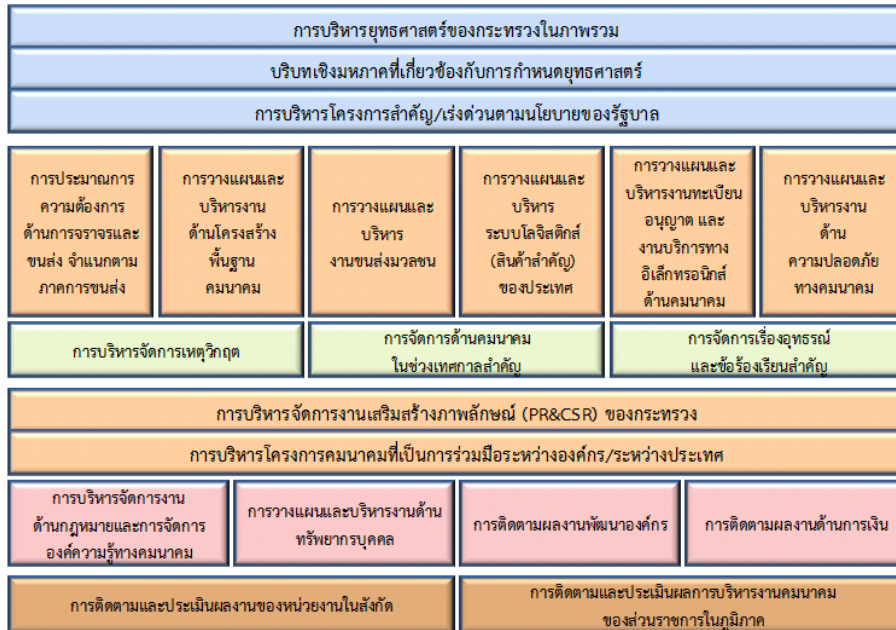 การบริหารยุทธศาสตร์ของกระทรวงในภาพรวม
บริบทเชิงมหภาคที่เกี่ยวข้องกับการกำหนดยุทธศาสตร์
การบริหารโครงการสำคัญ/เร่งด่วนตามนโยบายของรัฐบาล
การประมาณการ
ความต้องการ
ด้านการจราจรและ
ขนส่ง จำแนกตาม
ภาคการขนส่ง
การวางแผนและ
บริหารงาน
ด้านโครงสร้าง
พื้นฐาน
คมนาคม
การวางแผนและ
บริหาร
งานขนส่งมวลชน
การวางแผนและ
บริหาร
ระบบโลจิสติกส์
(สินค้าสำคัญ)
ของประเทศ
การวางแผนและ
บริหารงานทะเบียน
อนุญาต และ
งานบริการทาง
อิเล็กทรอนิกส์
ด้านคมนาคม
การวางแผนและ
บริหารงาน
ด้าน
ความปลอดภัย
ทางคมนาคม
การบริหารจัดการเหตุวิกฤต
การจัดการด้านคมนาคม
ในช่วงเทศกาลสำคัญ
การจัดการเรื่องอุทธรณ์
และข้อร้องเรียนสำคัญ
การบริหารจัดการงานเสริมสร้างภาพลักษณ์ (PR&CSR) ของกระทรวง
การบริหารโครงการคมนาคมที่เป็นการร่วมมือระหว่างองค์กร/ระหว่างประเทศ
การบริหารจัดการงาน
ด้านกฎหมายและการจัดการ
องค์ความรู้ทางคมนาคม
การวางแผนและบริหารงานด้าน
ทรัพยากรบุคคล
การติดตามผลงานพัฒนาองค์กร
การติดตามผลงานด้านการเงิน
การติดตามและประเมินผลงานของหน่วยงานในสังกัด
การติดตามและประเมินผลการบริหารงานคมนาคม
ของส่วนราชการในภูมิภาค